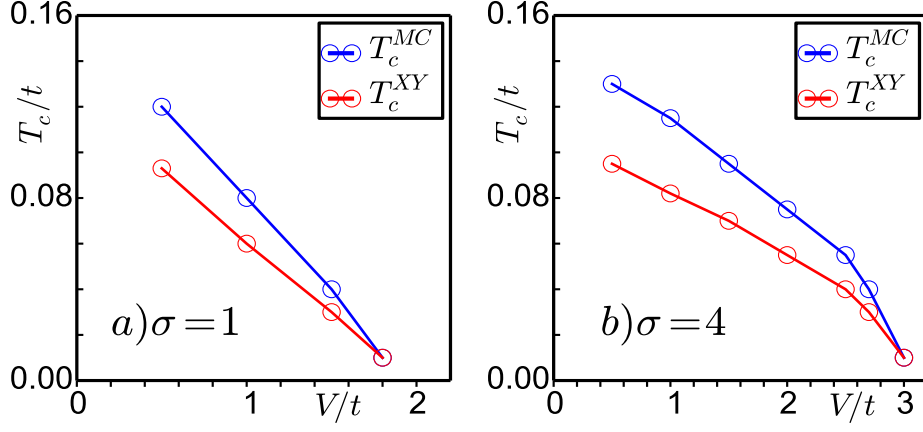 0.16
T_c/t
0.08
0.00
0
1
V/t
2
T_c^{MC}
T_c^{XY}
a)σ=1
0.16
T_c/t
0.08
0.00
0
1
2
V/t
3
T_c^{MC}
T_c^{XY}
b)σ=4